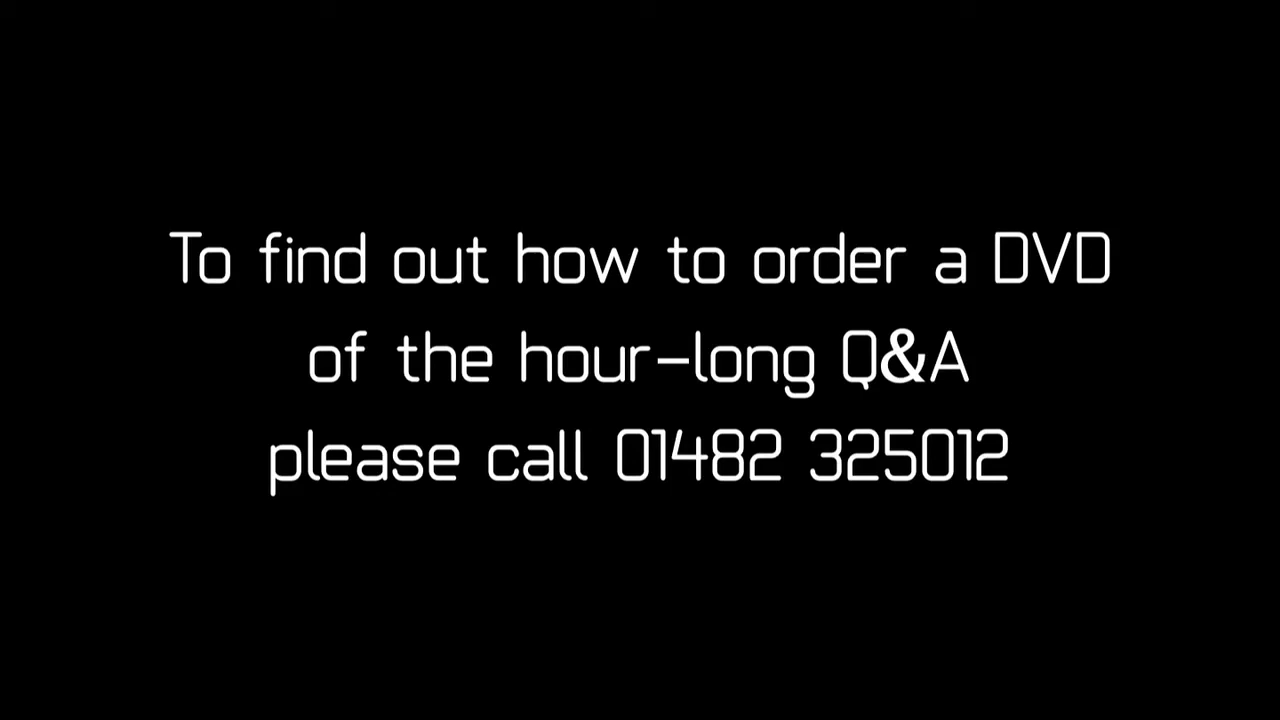 To find out how to order a DVD
of the hour-long Q&A
please call 01482 325012